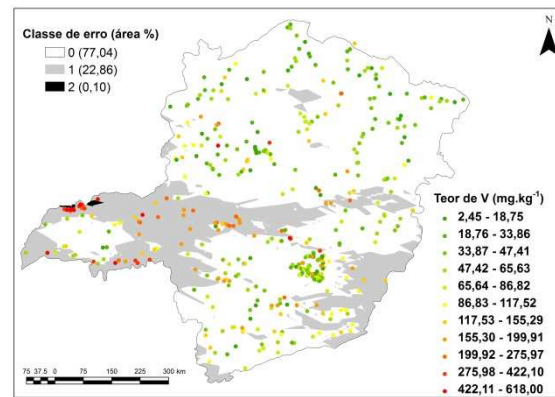 Classe de erro (área %)
0 (77,04)
1 (22,86)
2 (0,10)
N
Teor de V (mg.kg⁻¹)
2,45 - 18,75
18,76 - 33,86
33,87 - 47,41
47,42 - 65,63
65,64 - 86,82
86,83 - 117,52
117,53 - 155,29
155,30 - 199,91
199,92 - 275,97
275,98 - 422,10
422,11 - 618,00
75 37.5 0 75 150 225 300 km